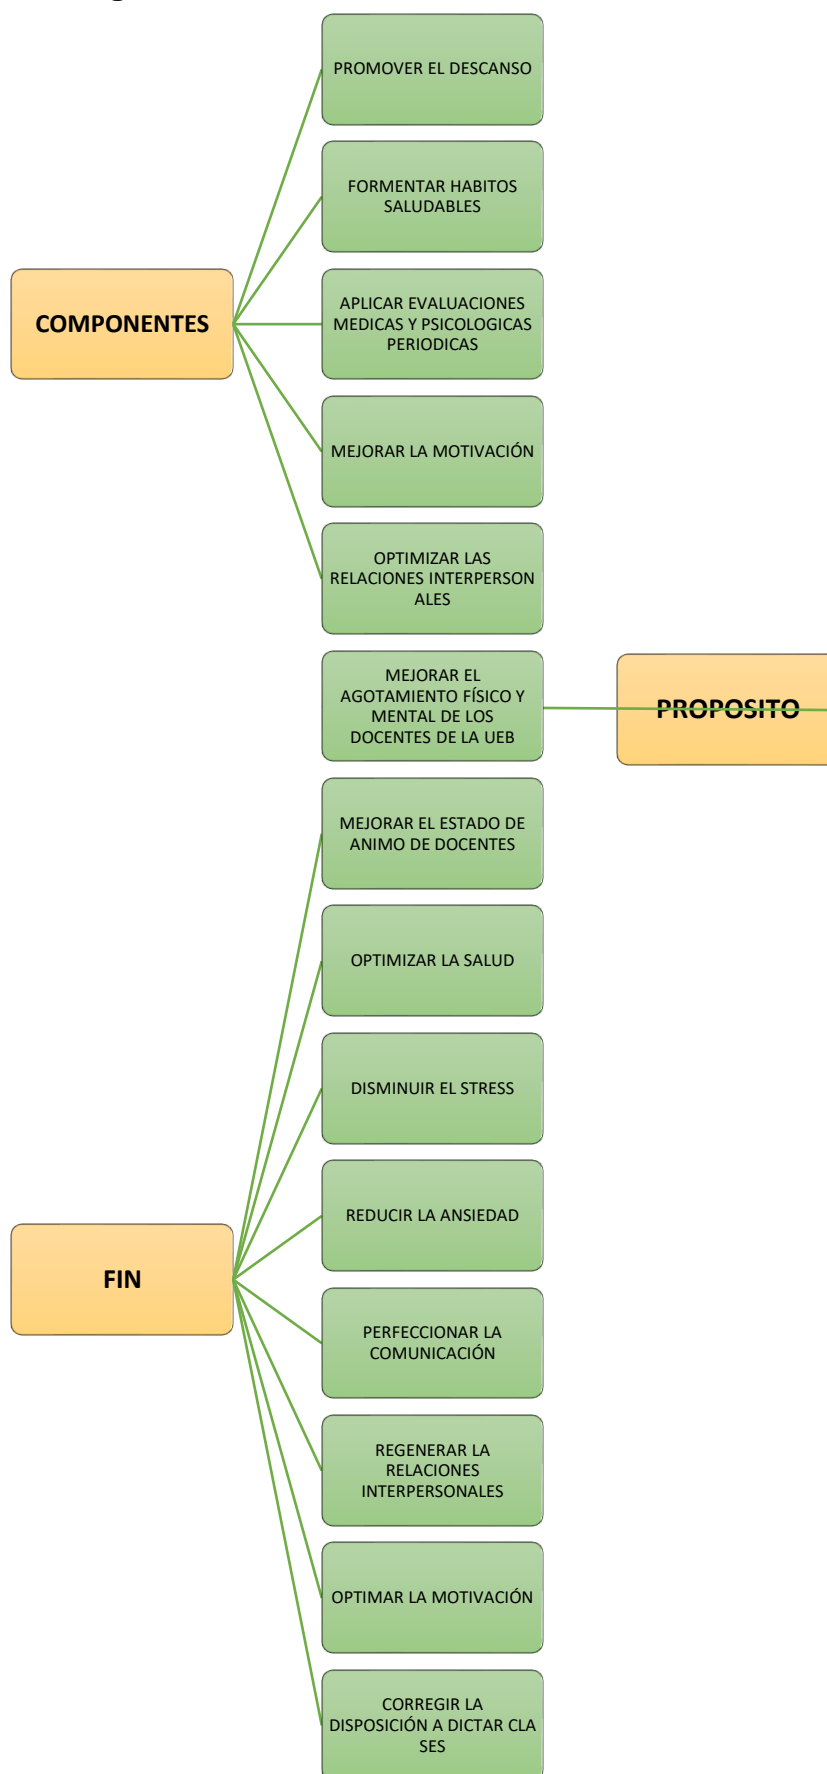 PROMOVER EL DESCANSO
FORMENTAR HABITOS
SALUDABLES
COMPONENTES
APLICAR EVALUACIONES
MEDICAS Y PSICOLOGICAS
PERIODICAS
MEJORAR LA MOTIVACIÓN
OPTIMIZAR LAS
RELACIONES INTERPERSON
ALES
MEJORAR EL
AGOTAMIENTO FÍSICO Y
MENTAL DE LOS
DOCENTES DE LA UEB
PROPOSITO
MEJORAR EL ESTADO DE
ANIMO DE DOCENTES
OPTIMIZAR LA SALUD
DISMINUIR EL STRESS
REDUCIR LA ANSIEDAD
FIN
PERFECCIONAR LA
COMUNICACIÓN
REGENERAR LA
RELACIONES
INTERPERSONALES
OPTIMAR LA MOTIVACIÓN
CORREGIR LA
DISPOSICIÓN A DICTAR CLA
SES